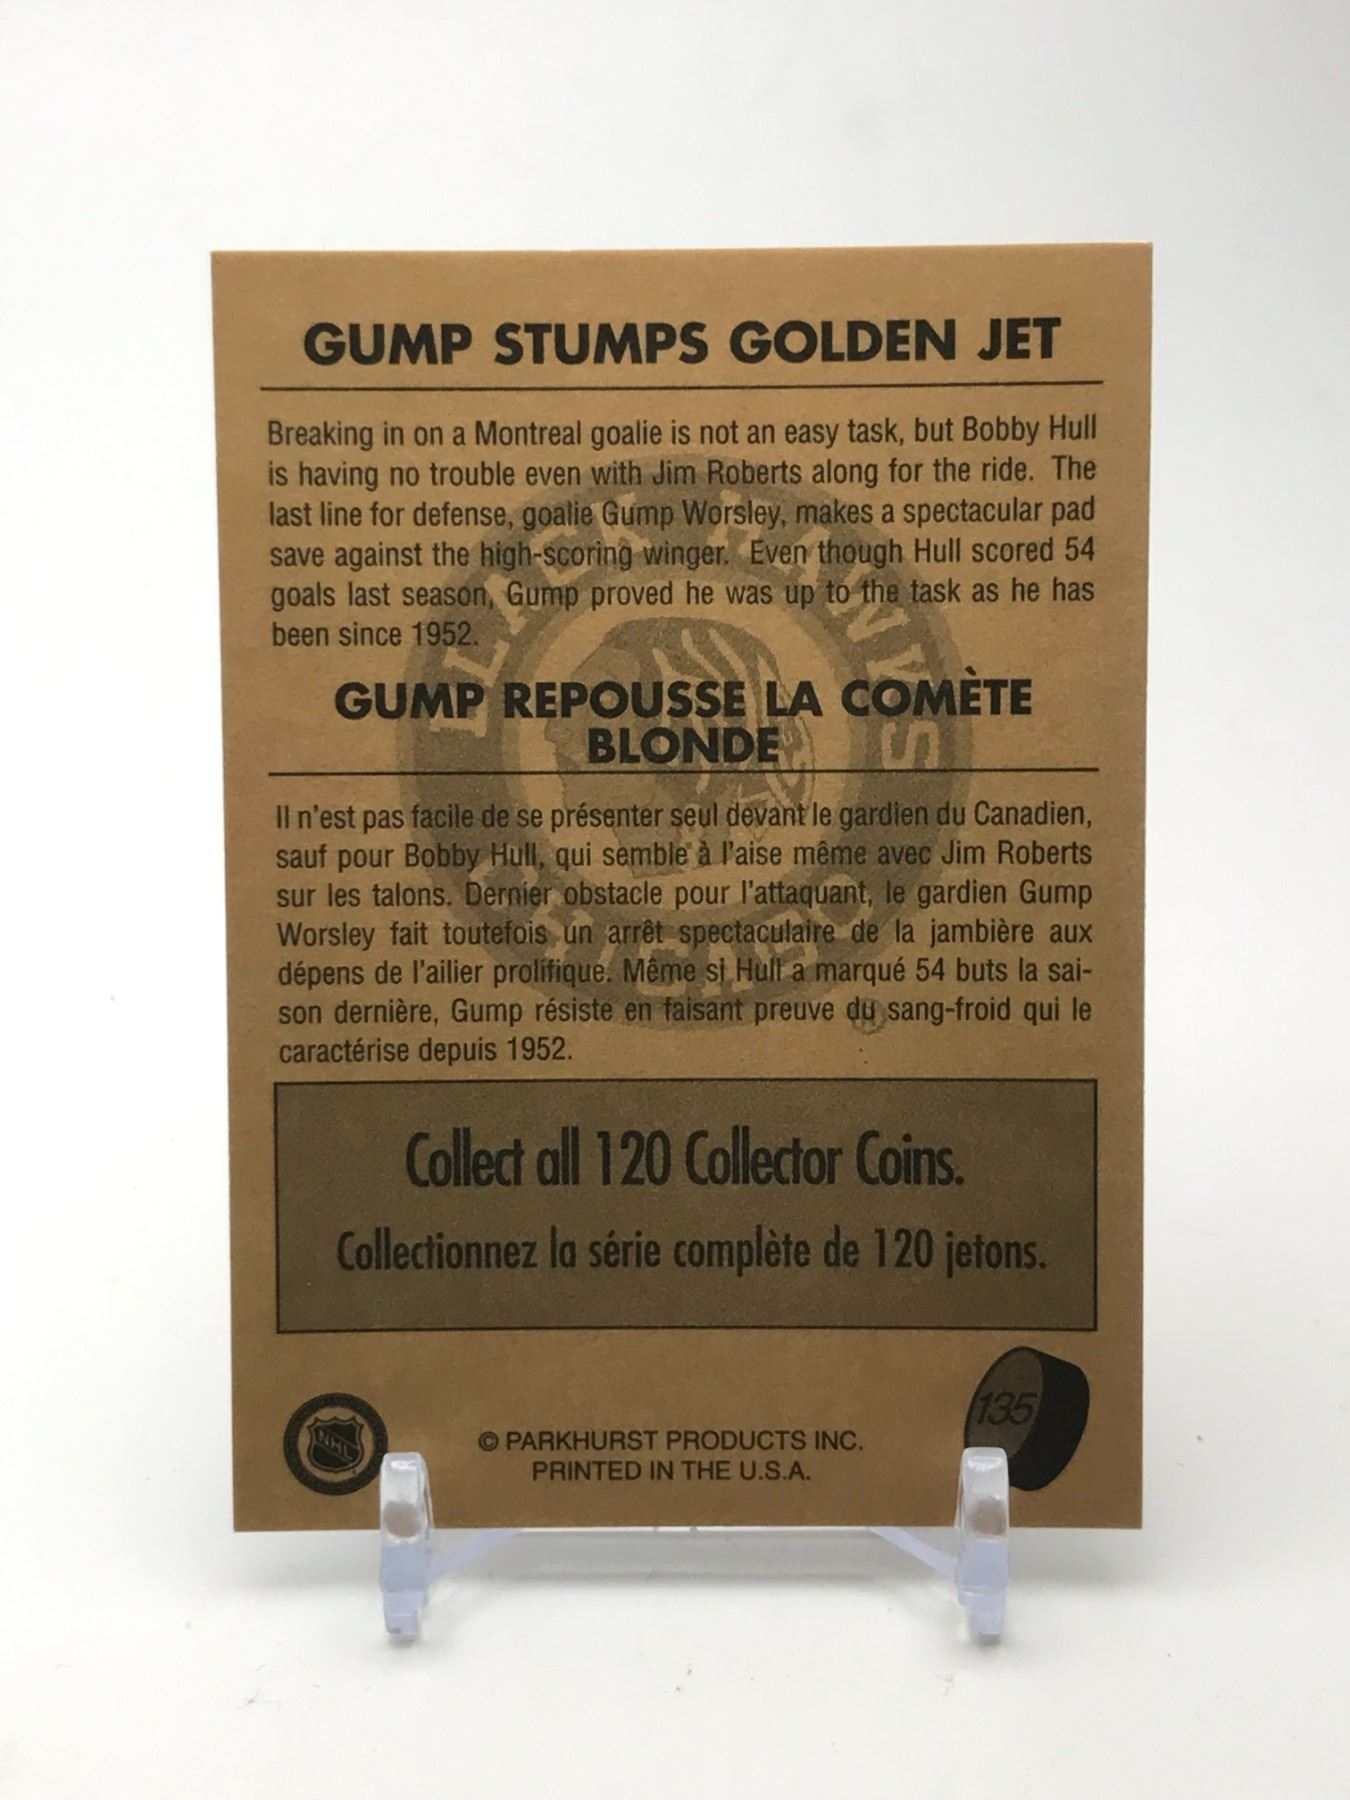 GUMP STUMPS GOLDEN JET
Breaking in on a Montreal goalie is not an easy task, but Bobby Hull
is having no trouble even with Jim Roberts along for the ride. The
last line for defense, goalie Gump Worsley, makes a spectacular pad
save against the high-scoring winger. Even though Hull scored 54
goals last season, Gump proved he was up to the task as he has
been since 1952.
GUMP REPOUSSE LA COMÈTE
BLONDE
Il n'est pas facile de se présenter seul devant le gardien du Canadien,
sauf pour Bobby Hull, qui semble à l'aise même avec Jim Roberts
sur les talons. Dernier obstacle pour l'attaquant, le gardien Gump
Worsley fait toutefois un arrêt spectaculaire de la jambière aux
dépens de l'ailier prolifique. Même si Hull a marqué 54 buts la sai-
son dernière, Gump résiste en faisant preuve du sang-froid qui le
caractérise depuis 1952.
BLACK HAWKS
CHICAGO
®
Collect all 120 Collector Coins.
Collectionnez la série complète de 120 jetons.
135
NHL
© PARKHURST PRODUCTS INC.
PRINTED IN THE U.S.A.